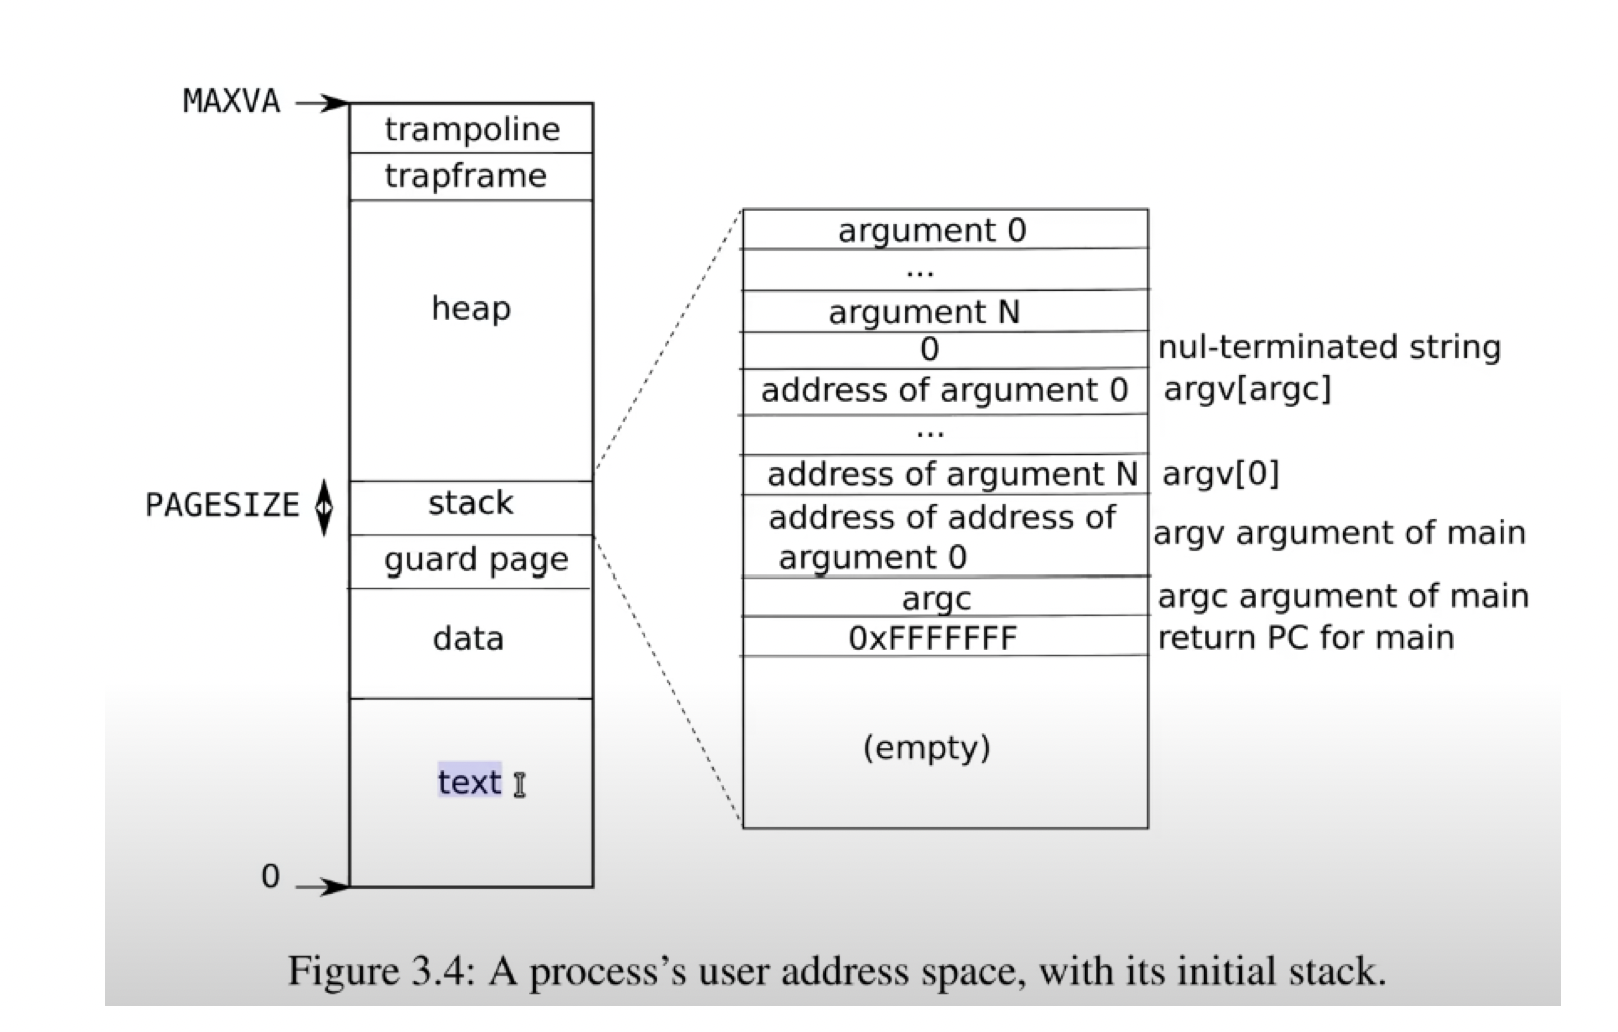 MAXVA
trampoline
trapframe
heap
PAGESIZE
stack
guard page
data
text
0
argument 0
...
argument N
0 nul-terminated string
address of argument 0 argv[argc]
...
address of argument N argv[0]
address of address of
argument 0
argv argument of main
argc argc argument of main
0xFFFFFFF return PC for main
(empty)
Figure 3.4: A process’s user address space, with its initial stack.